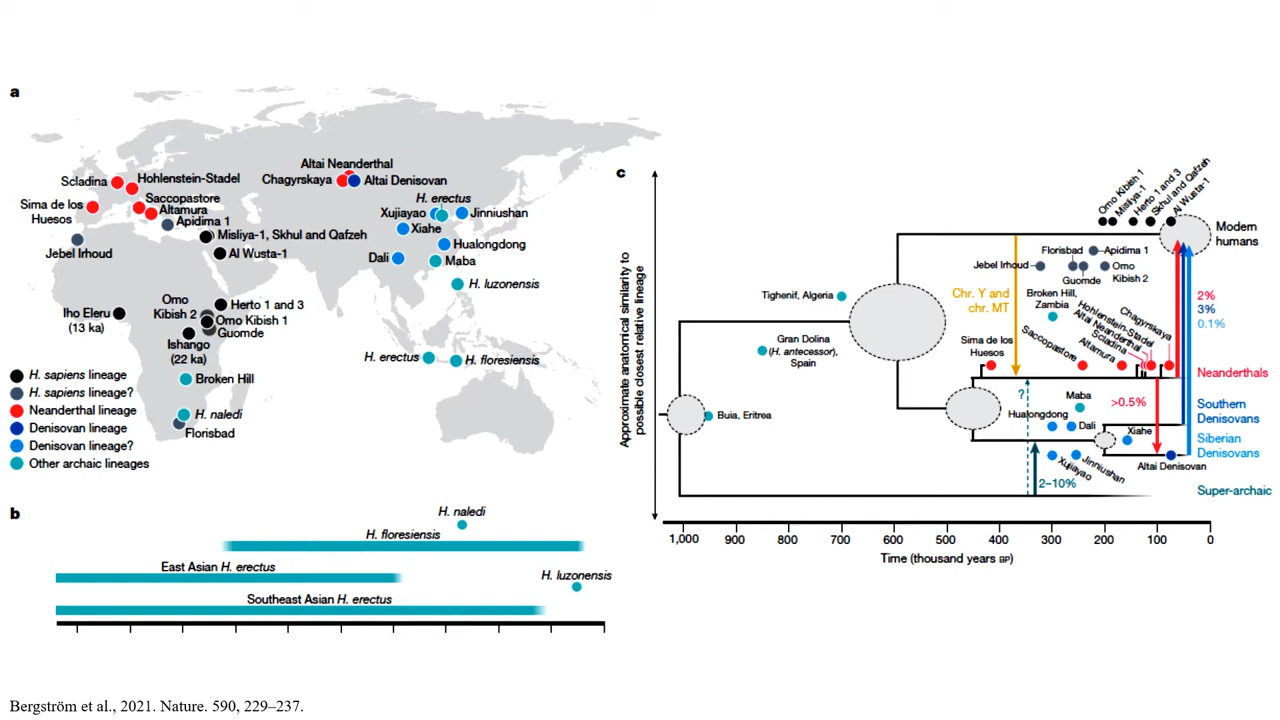 a
Altai Neanderthal
Scladina
Hohlenstein-Stadel
Chagyrskaya
Altai Denisovan
Sima de los
Huesos
Saccopastore
Altamura
Apidima 1
H. erectus
Xujiayao
Jinniushan
Xiahe
Jebel Irhoud
Misliya-1, Skhul and Qafzeh
Al Wusta-1
Hualongdong
Dali
Maba
H. luzonensis
Iho Eleru
(13 ka)
Omo
Kibish 2
Herto 1 and 3
Omo Kibish 1
Guomde
Ishango
(22 ka)
H. erectus
H. floresiensis
Broken Hill
H. naledi
Florisbad
H. sapiens lineage
H. sapiens lineage?
Neanderthal lineage
Denisovan lineage
Denisovan lineage?
Other archaic lineages
b
H. naledi
H. floresiensis
East Asian H. erectus
H. luzonensis
Southeast Asian H. erectus
c
Approximate anatomical similarity to
possible closest relative lineage
Omo Kibish 1
Misliya-1
Herto 1 and 3
Skhul and Qafzeh
Al Wusta-1
Modern
humans
Florisbad
Apidima 1
Jebel Irhoud
Guomde
Omo
Kibish 2
Tighenif, Algeria
Chr. Y and
chr. MT
Broken Hill,
Zambia
2%
3%
0.1%
Gran Dolina
(H. antecessor),
Spain
Sima de los
Huesos
Saccopastore
Altamura
Altai Neanderthal
Hohlenstein-Stadel
Scladina
Chagyrskaya
Neanderthals
?
Maba
>0.5%
Southern
Denisovans
Buia, Eritrea
Hualongdong
Dali
Xiahe
Siberian
Denisovans
Xujiayao
Jinniushan
Altai Denisovan
2–10%
Super-archaic
1,000 900 800 700 600 500 400 300 200 100 0
Time (thousand years BP)
Bergström et al., 2021. Nature. 590, 229–237.